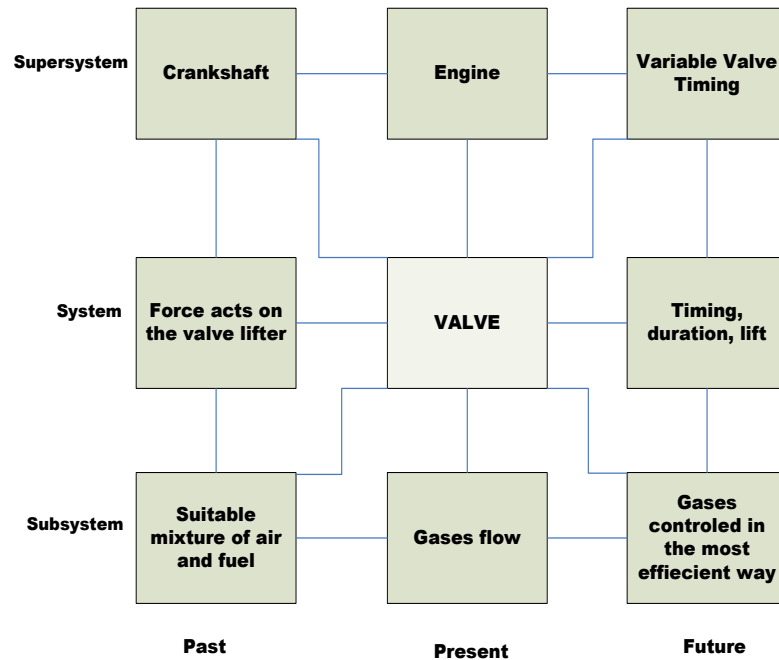 Supersystem
Crankshaft
Engine
Variable Valve
Timing
System
Force acts on
the valve lifter
VALVE
Timing,
duration, lift
Subsystem
Suitable
mixture of air
and fuel
Gases flow
Gases
controled in
the most
effiecient way
Past
Present
Future